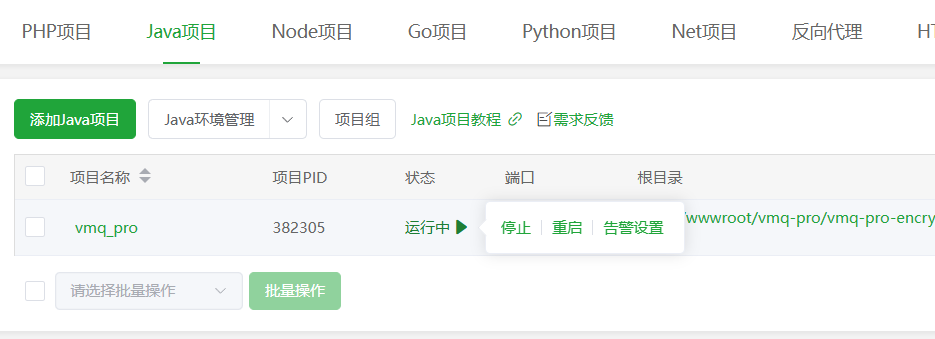 PHP项目 Java项目 Node项目 Go项目 Python项目 Net项目 反向代理 HT
添加Java项目 Java环境管理 项目组 Java项目教程 需求反馈
项目名称 项目PID 状态 端口 根目录
vmq_pro 382305 运行中 停止 重启 告警设置 /wwwroot/vmq-pro/vmq-pro-encry
请选择批量操作 批量操作